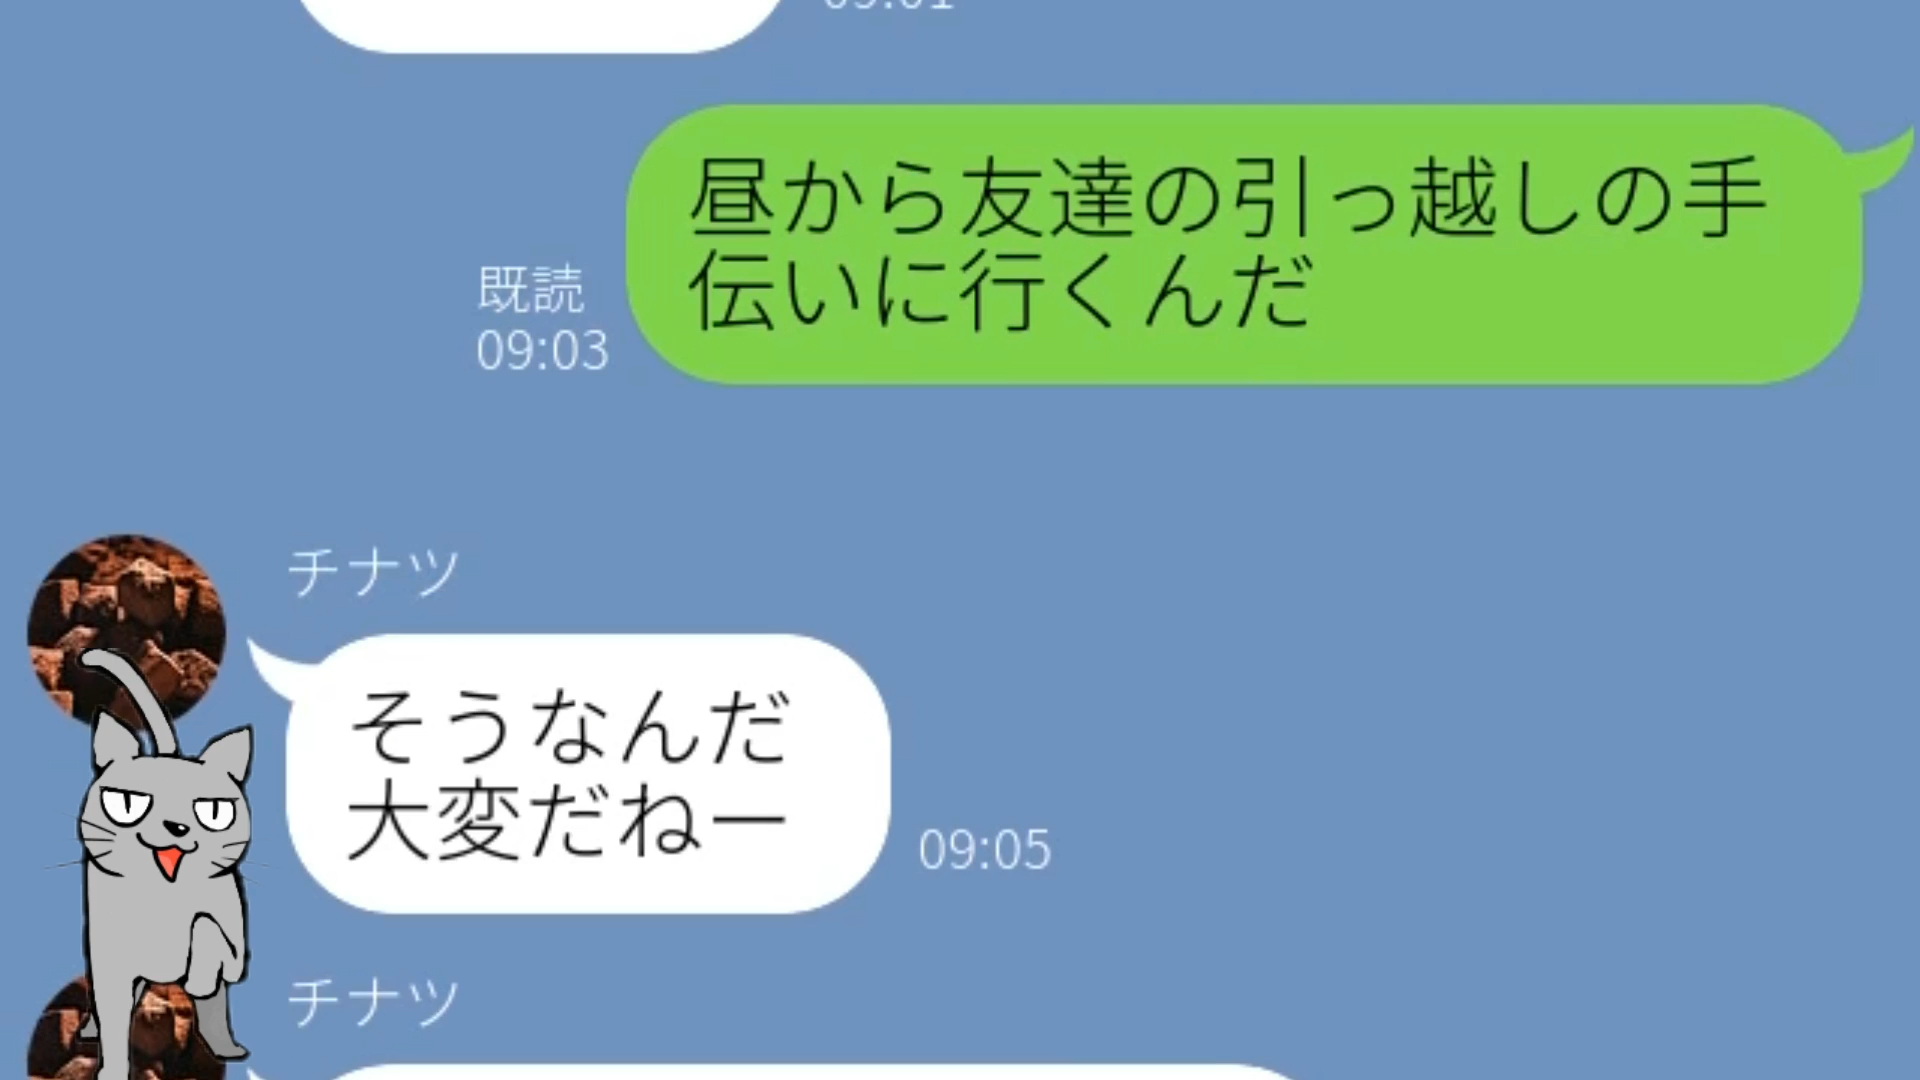 昼から友達の引っ越しの手
伝いに行くんだ
既読
09:03
チナツ
そうなんだ
大変だねー
09:05
チナツ